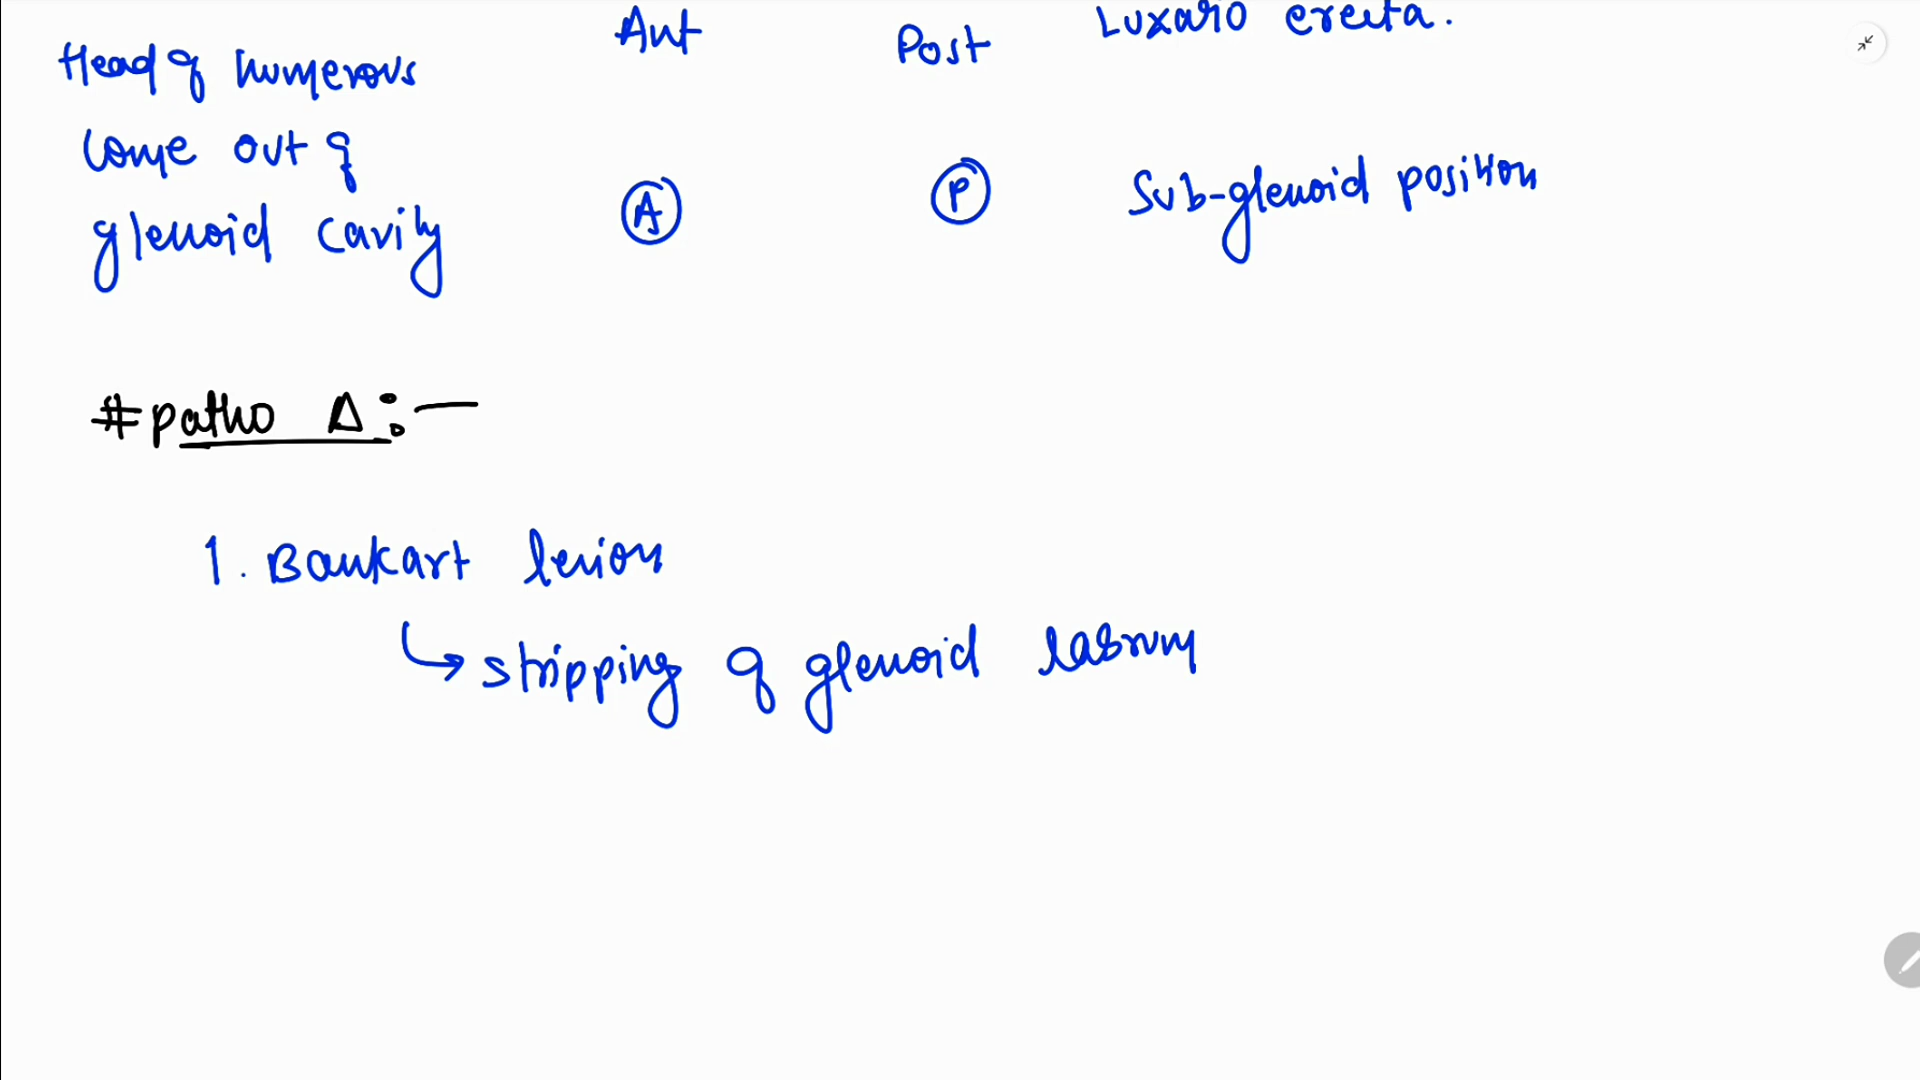 Ant Post Luxatio erecta.
Head of humerous
come out of
glenoid cavity
A P Sub-glenoid position
#patho Δ:—
1. Bankart lesion
↳ stripping of glenoid labrum